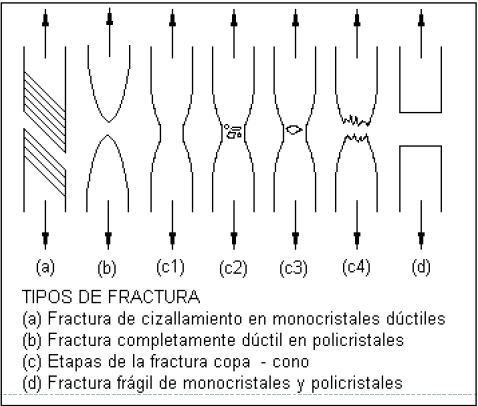 (a) (b) (c1) (c2) (c3) (c4) (d)
TIPOS DE FRACTURA
(a) Fractura de cizallamiento en monocristales dúctiles
(b) Fractura completamente dúctil en policristales
(c) Etapas de la fractura copa - cono
(d) Fractura frágil de monocristales y policristales